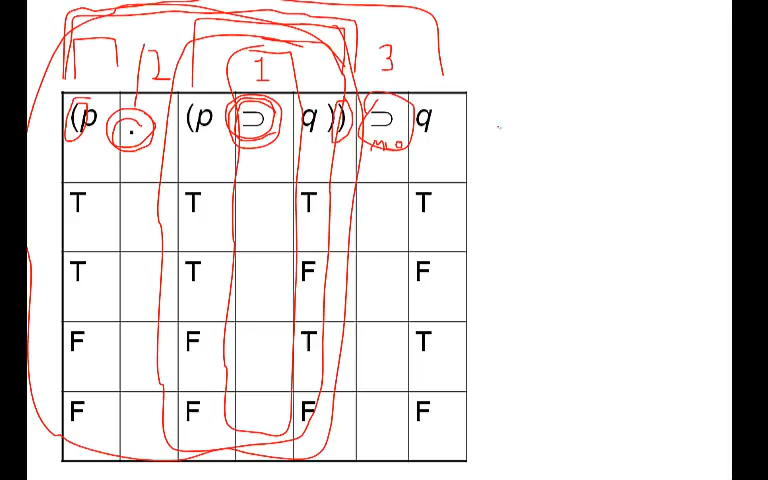 2 1 3
(p · (p ⊃ q )) ⊃ q
M.O
T T T T
T T F F
F F T T
F F F F